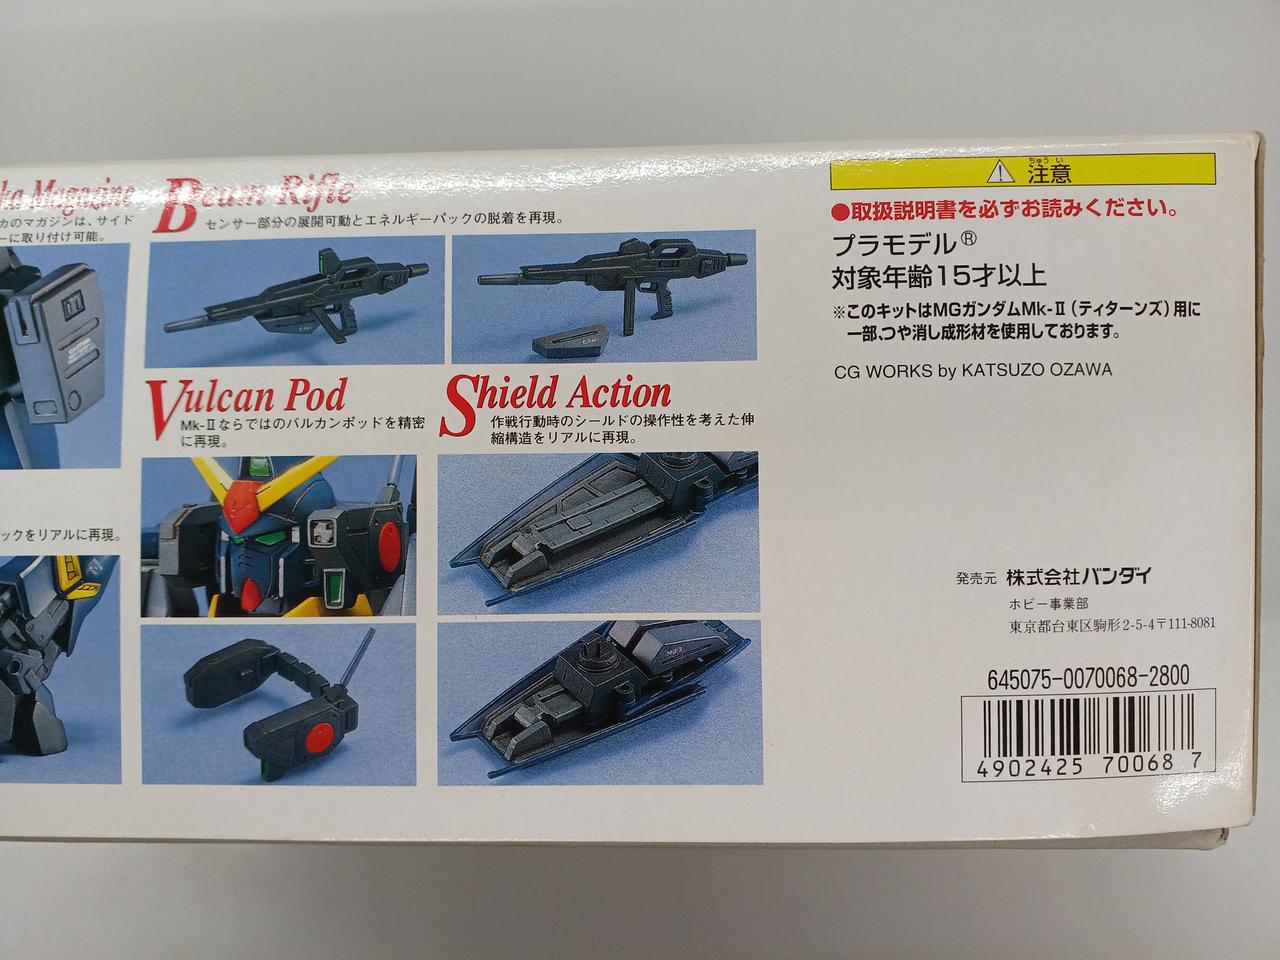 ka Magazine
カのマガジンは、サイド
ーに取り付け可能。
Beam Rifle
センサー部分の展開可動とエネルギーパックの脱着を再現。
Vulcan Pod
Mk-Ⅱならではのバルカンポッドを精密
に再現。
Shield Action
作戦行動時のシールドの操作性を考えた伸
縮構造をリアルに再現。
ックをリアルに再現。
ちゅう い
注意
●取扱説明書を必ずお読みください。
プラモデル®
対象年齢15才以上
※このキットはMGガンダムMk-Ⅱ（ティターンズ）用に
一部、つや消し成形材を使用しております。
CG WORKS by KATSUZO OZAWA
発売元 株式会社バンダイ
ホビー事業部
東京都台東区駒形2-5-4〒111-8081
645075-0070068-2800
4902425 70068 7